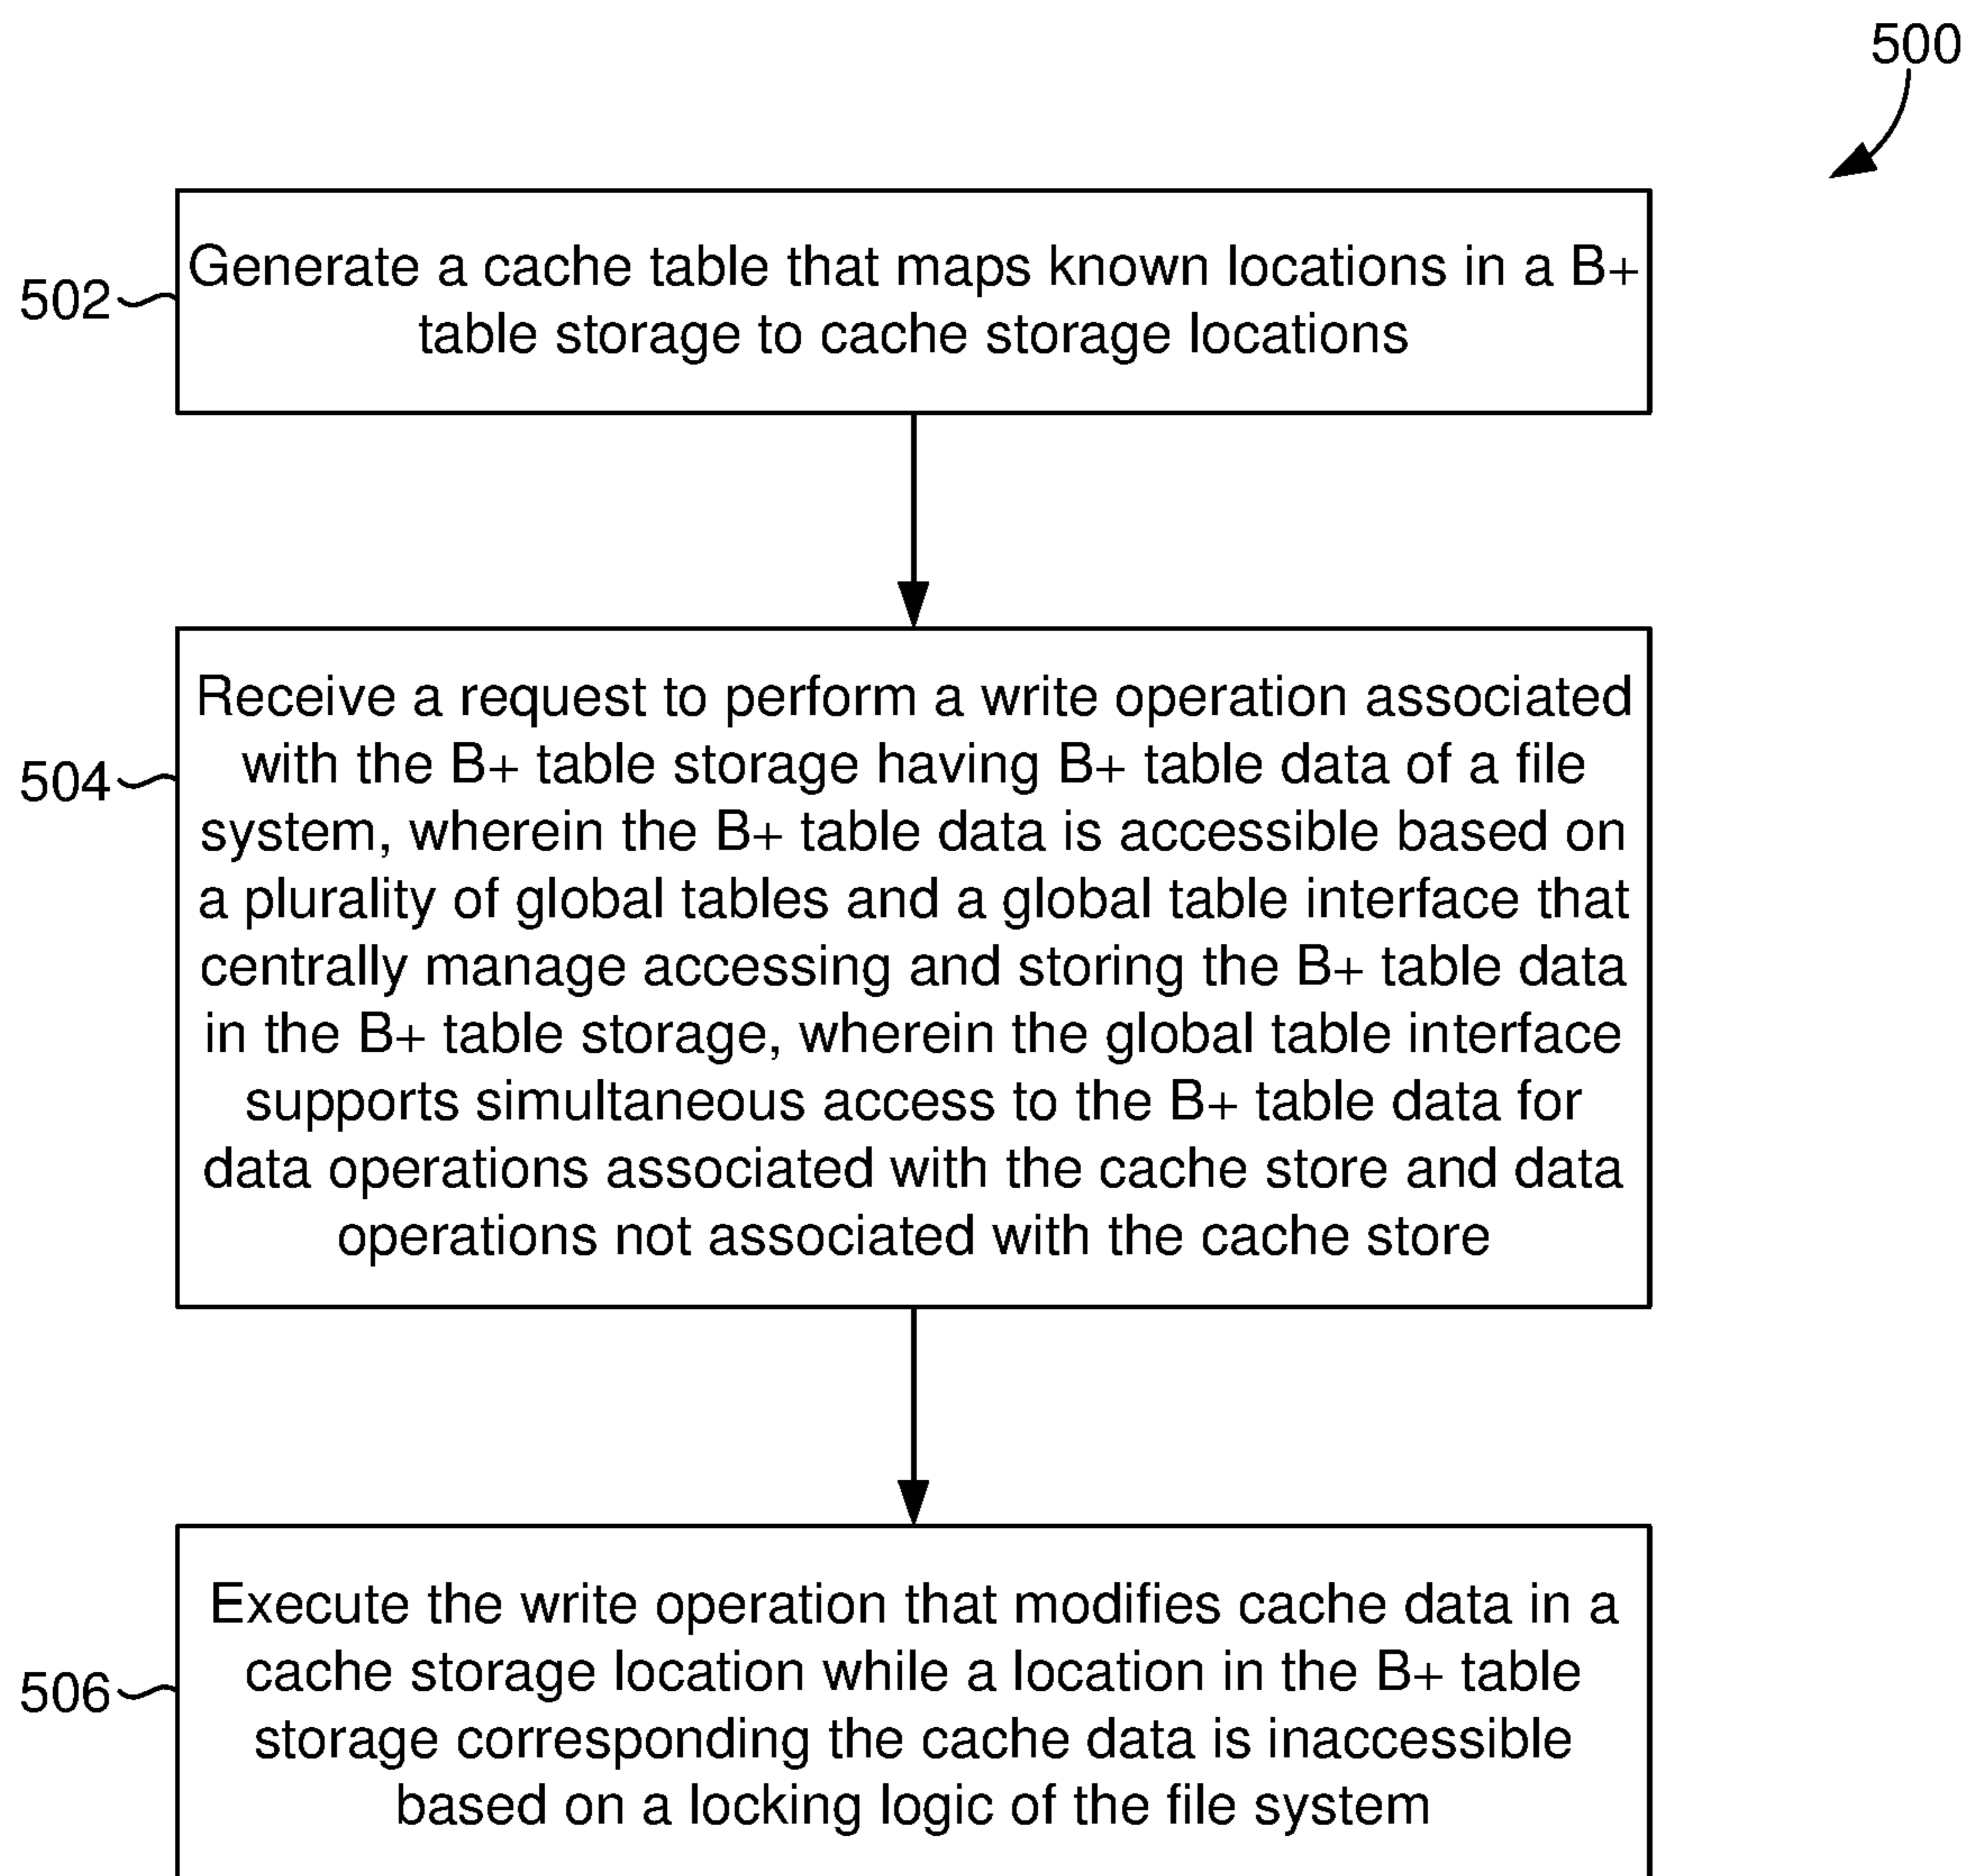 500
502
Generate a cache table that maps known locations in a B+
table storage to cache storage locations
504
Receive a request to perform a write operation associated
with the B+ table storage having B+ table data of a file
system, wherein the B+ table data is accessible based on
a plurality of global tables and a global table interface that
centrally manage accessing and storing the B+ table data
in the B+ table storage, wherein the global table interface
supports simultaneous access to the B+ table data for
data operations associated with the cache store and data
operations not associated with the cache store
506
Execute the write operation that modifies cache data in a
cache storage location while a location in the B+ table
storage corresponding the cache data is inaccessible
based on a locking logic of the file system